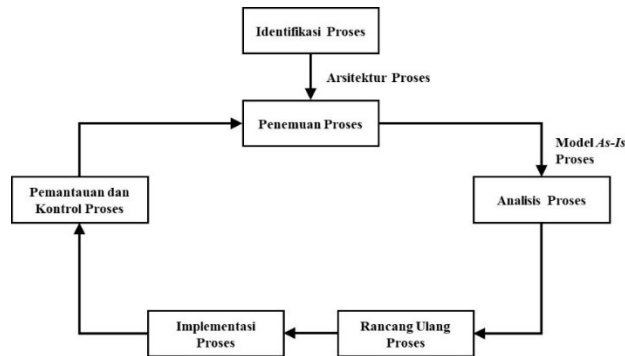 Identifikasi Proses
Arsitektur Proses
Penemuan Proses
Model As-Is
Proses
Analisis Proses
Pemantauan dan
Kontrol Proses
Implementasi
Proses
Rancang Ulang
Proses